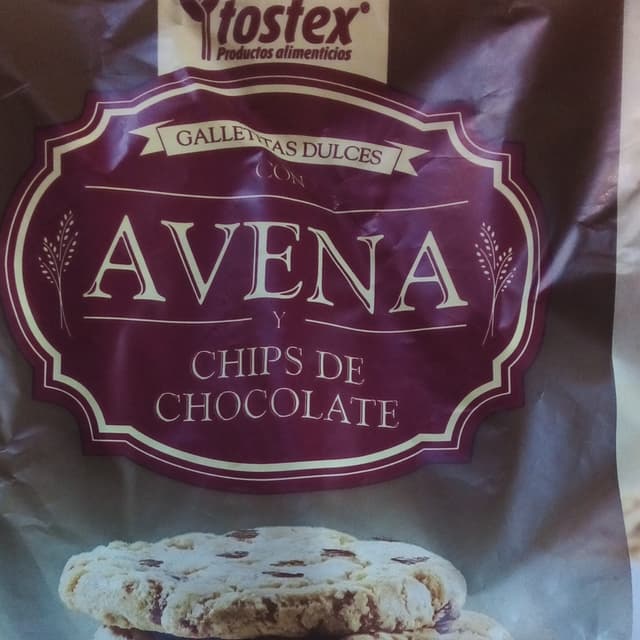 tostex®
Productos alimenticios
GALLETITAS DULCES
CON
AVENA
Y
CHIPS DE
CHOCOLATE